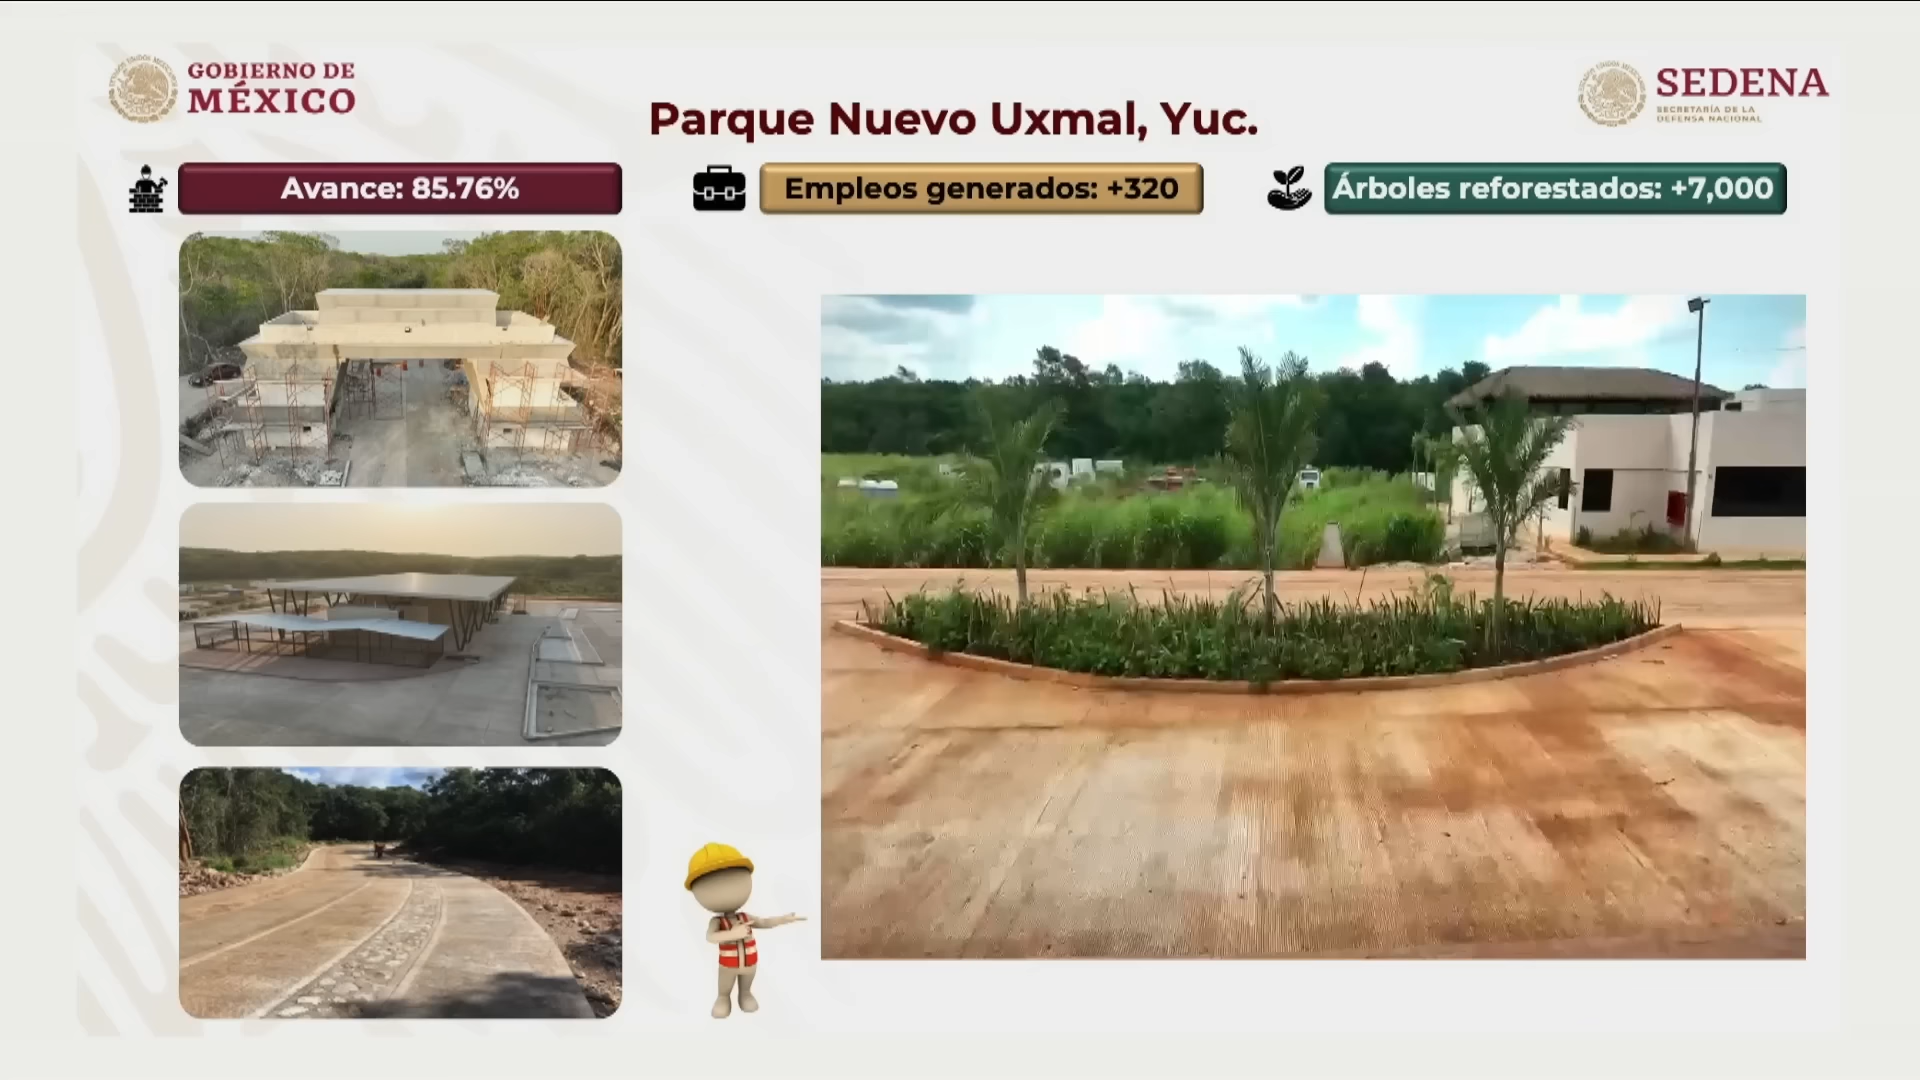 GOBIERNO DE
MÉXICO
SEDENA
SECRETARÍA DE LA
DEFENSA NACIONAL
Parque Nuevo Uxmal, Yuc.
Avance: 85.76%
Empleos generados: +320
Árboles reforestados: +7,000